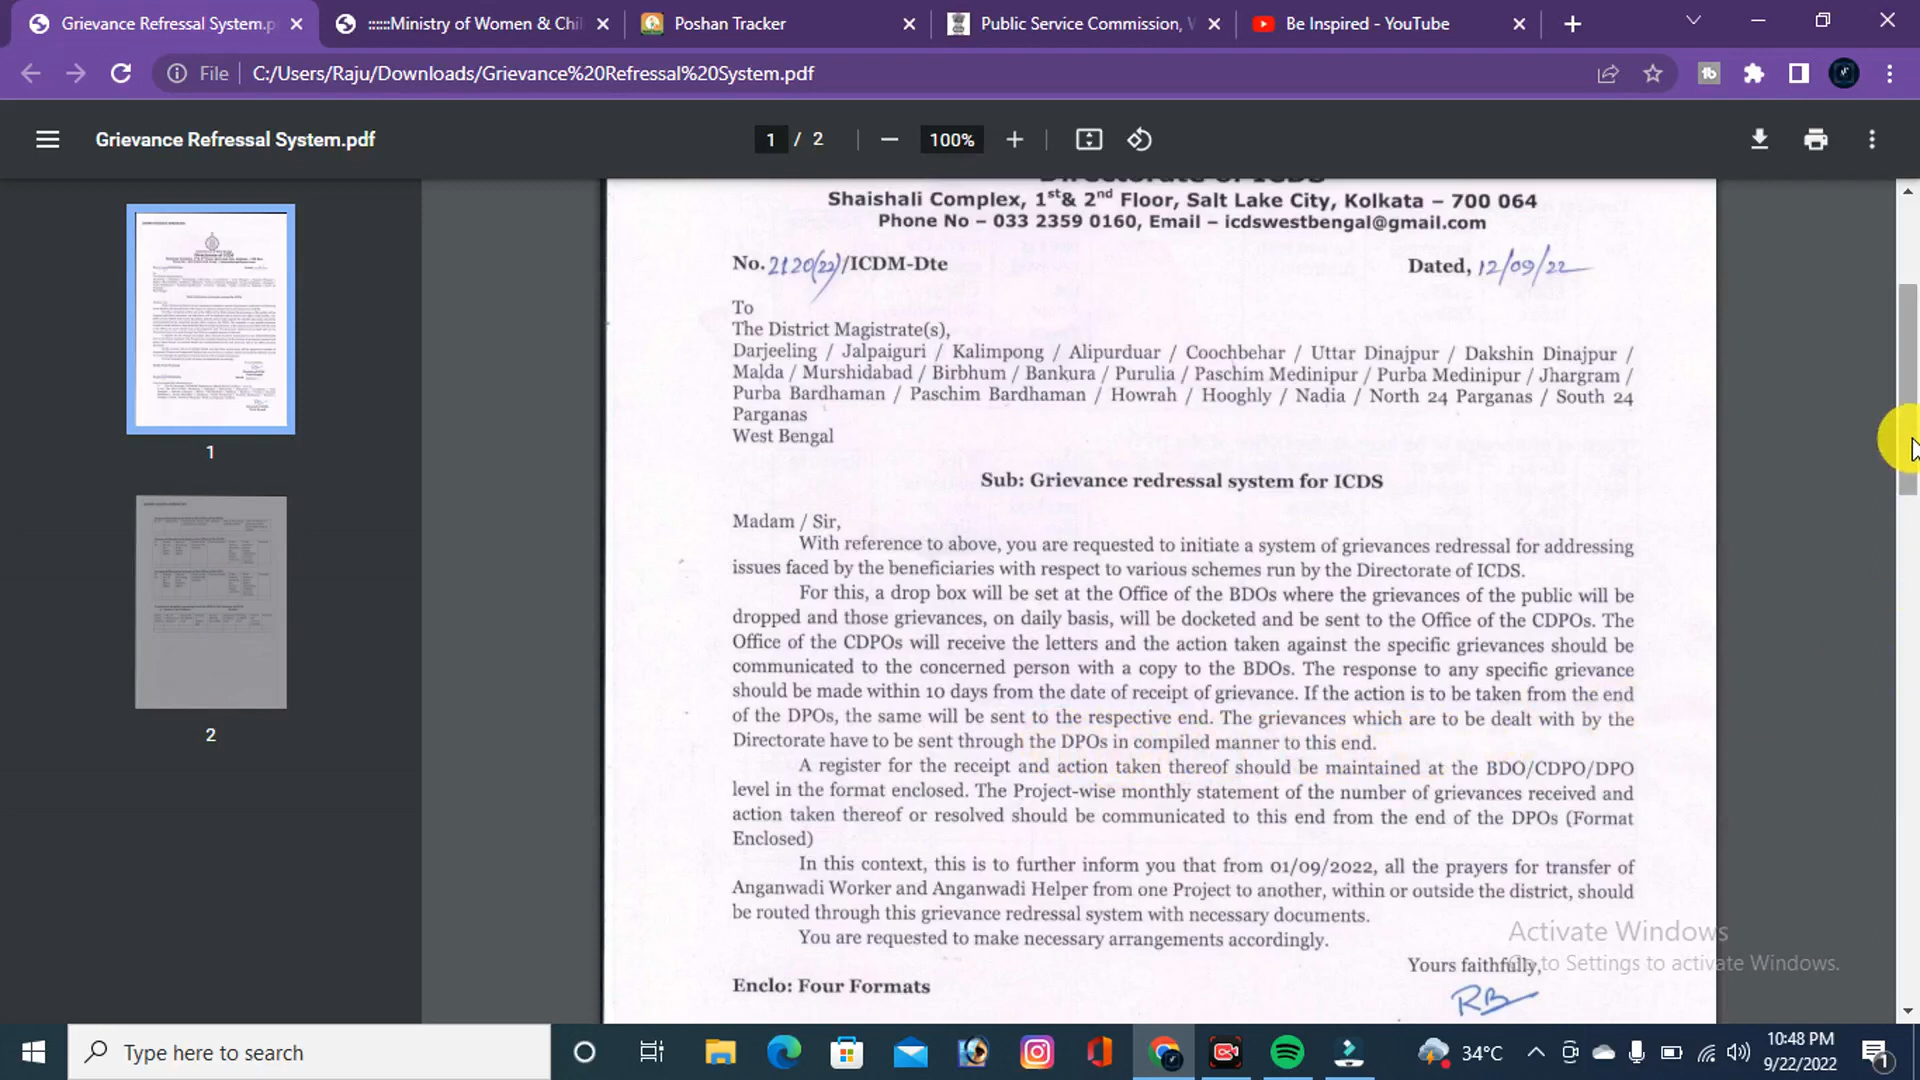 Grievance Refressal System.p
:::::Ministry of Women & Chil
Poshan Tracker
Public Service Commission,
Be Inspired - YouTube
File
C:/Users/Raju/Downloads/Grievance%20Refressal%20System.pdf
Grievance Refressal System.pdf
1 / 2
100%
Directorate of ICDS
Shaishali Complex, 1st& 2nd Floor, Salt Lake City, Kolkata – 700 064
Phone No – 033 2359 0160, Email – icdswestbengal@gmail.com
No. 2120(22)/ICDM-Dte
Dated, 12/09/22
To
The District Magistrate(s),
Darjeeling / Jalpaiguri / Kalimpong / Alipurduar / Coochbehar / Uttar Dinajpur / Dakshin Dinajpur /
Malda / Murshidabad / Birbhum / Bankura / Purulia / Paschim Medinipur / Purba Medinipur / Jhargram /
Purba Bardhaman / Paschim Bardhaman / Howrah / Hooghly / Nadia / North 24 Parganas / South 24
Parganas
West Bengal
Sub: Grievance redressal system for ICDS
Madam / Sir,
With reference to above, you are requested to initiate a system of grievances redressal for addressing
issues faced by the beneficiaries with respect to various schemes run by the Directorate of ICDS.
For this, a drop box will be set at the Office of the BDOs where the grievances of the public will be
dropped and those grievances, on daily basis, will be docketed and be sent to the Office of the CDPOs. The
Office of the CDPOs will receive the letters and the action taken against the specific grievances should be
communicated to the concerned person with a copy to the BDOs. The response to any specific grievance
should be made within 10 days from the date of receipt of grievance. If the action is to be taken from the end
of the DPOs, the same will be sent to the respective end. The grievances which are to be dealt with by the
Directorate have to be sent through the DPOs in compiled manner to this end.
A register for the receipt and action taken thereof should be maintained at the BDO/CDPO/DPO
level in the format enclosed. The Project-wise monthly statement of the number of grievances received and
action taken thereof or resolved should be communicated to this end from the end of the DPOs (Format
Enclosed)
In this context, this is to further inform you that from 01/09/2022, all the prayers for transfer of
Anganwadi Worker and Anganwadi Helper from one Project to another, within or outside the district, should
be routed through this grievance redressal system with necessary documents.
You are requested to make necessary arrangements accordingly.
Yours faithfully,
Enclo: Four Formats
RB
Activate Windows
Go to Settings to activate Windows.
1
2
Type here to search
34°C
10:48 PM
9/22/2022
1